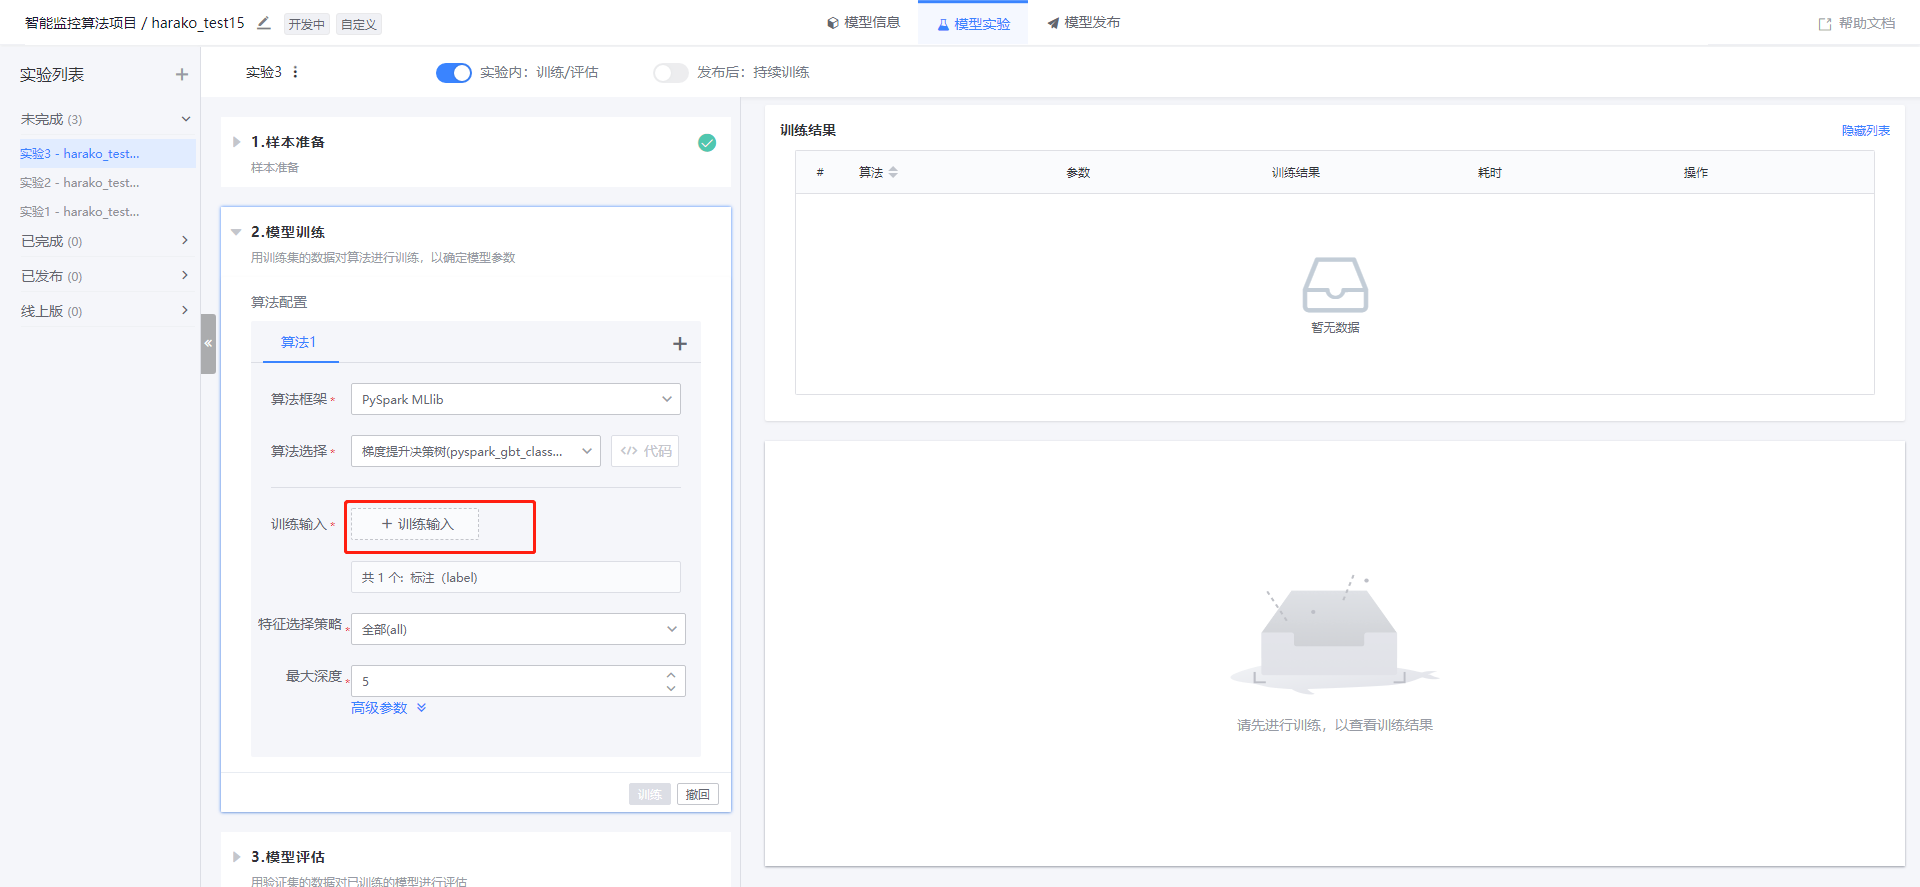 智能监控算法项目 / harako_test15
开发中
自定义
模型信息
模型实验
模型发布
帮助文档
实验列表
未完成 (3)
实验3 - harako_test...
实验2 - harako_test...
实验1 - harako_test...
已完成 (0)
已发布 (0)
线上版 (0)
实验3
实验内：训练/评估
发布后：持续训练
1.样本准备
样本准备
2.模型训练
用训练集的数据对算法进行训练，以确定模型参数
算法配置
算法1
算法框架*
PySpark MLlib
算法选择*
梯度提升决策树(pyspark_gbt_class...
</> 代码
训练输入*
+ 训练输入
共 1 个：标注（label）
特征选择策略*
全部(all)
最大深度*
5
高级参数
训练
撤回
3.模型评估
用验证集的数据对已训练的模型进行评估
训练结果
隐藏列表
#
算法
参数
训练结果
耗时
操作
暂无数据
请先进行训练，以查看训练结果